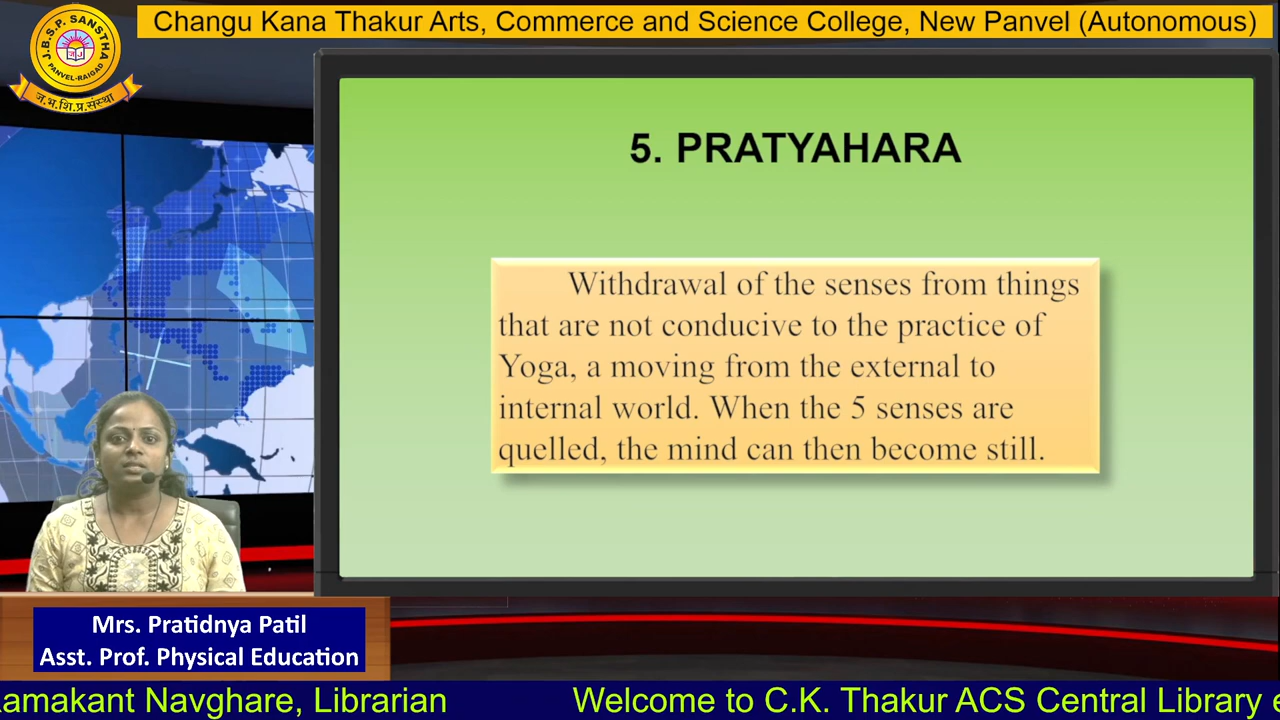 Changu Kana Thakur Arts, Commerce and Science College, New Panvel (Autonomous)
J.B.S.P. SANSTHA
PANVEL-RAIGAD
ज.भ.शि.प्र.संस्था
5. PRATYAHARA
Withdrawal of the senses from things
that are not conducive to the practice of
Yoga, a moving from the external to
internal world. When the 5 senses are
quelled, the mind can then become still.
Mrs. Pratidnya Patil
Asst. Prof. Physical Education
amakant Navghare, Librarian Welcome to C.K. Thakur ACS Central Library